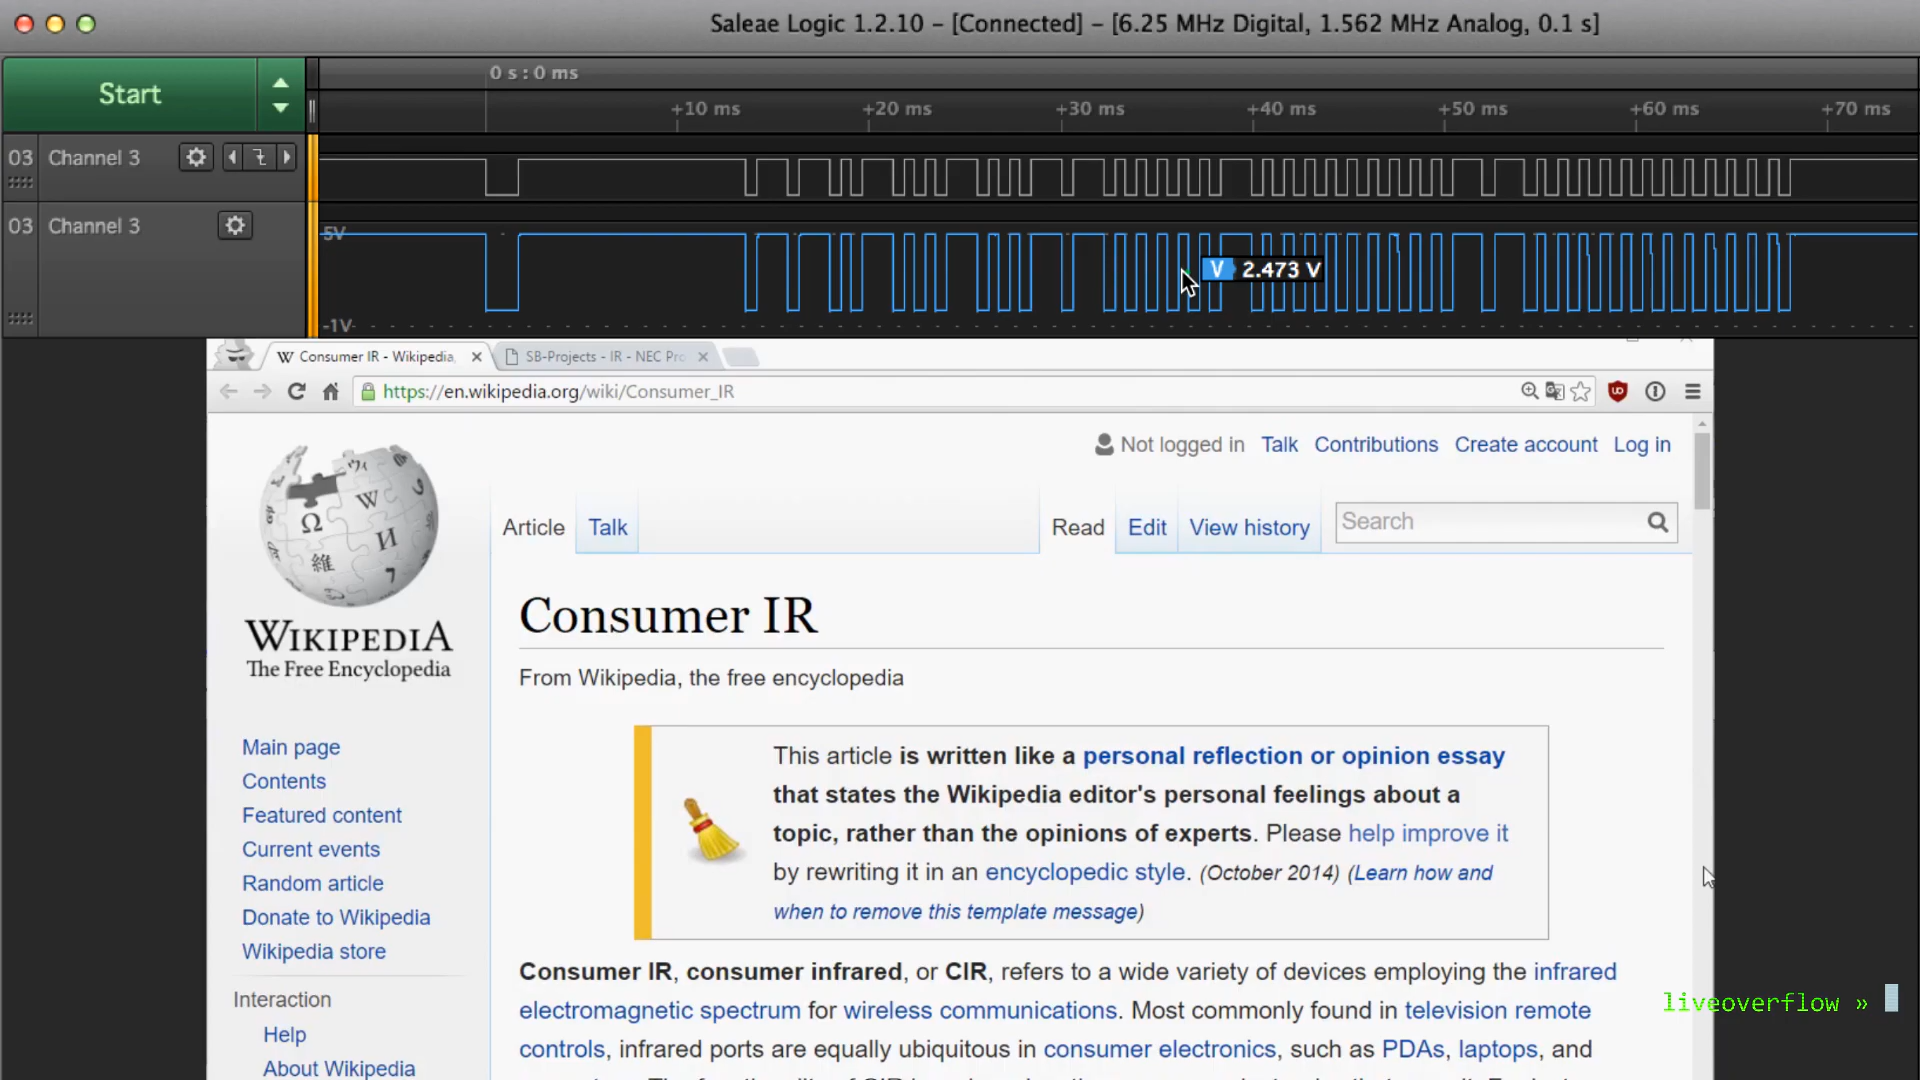 Saleae Logic 1.2.10 – [Connected] – [6.25 MHz Digital, 1.562 MHz Analog, 0.1 s]
Start
0 s : 0 ms
+10 ms +20 ms +30 ms +40 ms +50 ms +60 ms +70 ms
03 Channel 3
03 Channel 3
5V
V 2.473 V
-1V
W Consumer IR - Wikipedia,
SB-Projects - IR - NEC Pro
https://en.wikipedia.org/wiki/Consumer_IR
Not logged in Talk Contributions Create account Log in
Article Talk Read Edit View history Search
WIKIPEDIA
The Free Encyclopedia
Consumer IR
From Wikipedia, the free encyclopedia
Main page
Contents
Featured content
Current events
Random article
Donate to Wikipedia
Wikipedia store
Interaction
Help
About Wikipedia
This article is written like a personal reflection or opinion essay
that states the Wikipedia editor's personal feelings about a
topic, rather than the opinions of experts. Please help improve it
by rewriting it in an encyclopedic style. (October 2014) (Learn how and
when to remove this template message)
Consumer IR, consumer infrared, or CIR, refers to a wide variety of devices employing the infrared
electromagnetic spectrum for wireless communications. Most commonly found in television remote
controls, infrared ports are equally ubiquitous in consumer electronics, such as PDAs, laptops, and
liveoverflow »